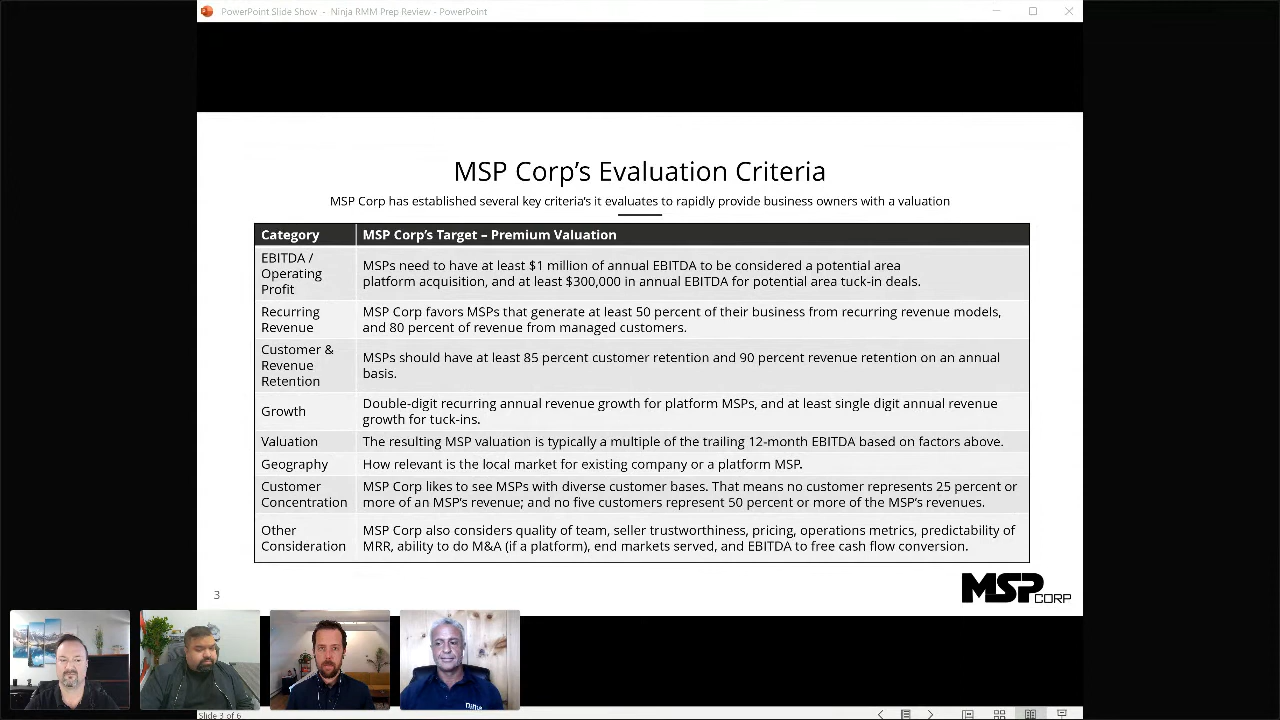 PowerPoint Slide Show - Ninja RMM Prep Review - PowerPoint
MSP Corp's Evaluation Criteria
MSP Corp has established several key criteria's it evaluates to rapidly provide business owners with a valuation
Category
MSP Corp's Target – Premium Valuation
EBITDA /
Operating
Profit
MSPs need to have at least $1 million of annual EBITDA to be considered a potential area
platform acquisition, and at least $300,000 in annual EBITDA for potential area tuck-in deals.
Recurring
Revenue
MSP Corp favors MSPs that generate at least 50 percent of their business from recurring revenue models,
and 80 percent of revenue from managed customers.
Customer &
Revenue
Retention
MSPs should have at least 85 percent customer retention and 90 percent revenue retention on an annual
basis.
Growth
Double-digit recurring annual revenue growth for platform MSPs, and at least single digit annual revenue
growth for tuck-ins.
Valuation
The resulting MSP valuation is typically a multiple of the trailing 12-month EBITDA based on factors above.
Geography
How relevant is the local market for existing company or a platform MSP.
Customer
Concentration
MSP Corp likes to see MSPs with diverse customer bases. That means no customer represents 25 percent or
more of an MSP's revenue; and no five customers represent 50 percent or more of the MSP's revenues.
Other
Consideration
MSP Corp also considers quality of team, seller trustworthiness, pricing, operations metrics, predictability of
MRR, ability to do M&A (if a platform), end markets served, and EBITDA to free cash flow conversion.
3
MSP CORP
Slide 3 of 6